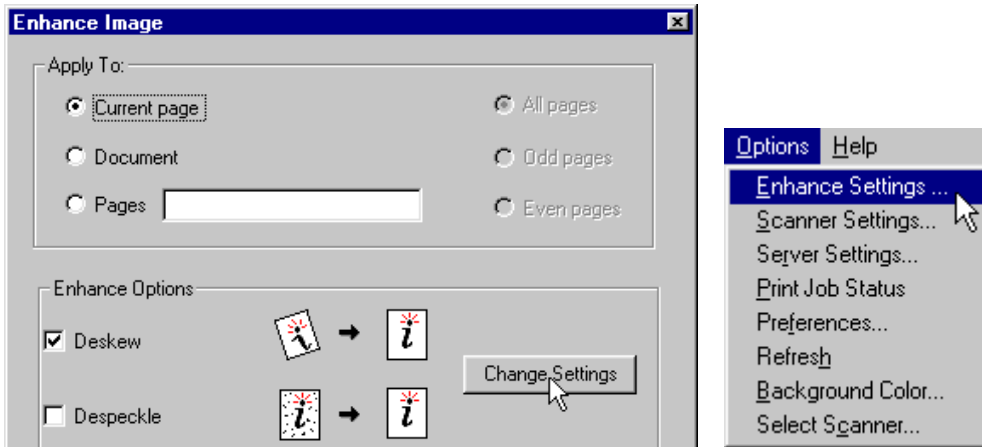 Enhance Image
Apply To:
Current page
All pages
Document
Odd pages
Pages
Even pages
Enhance Options
Deskew
Change Settings
Despeckle
Options Help
Enhance Settings ...
Scanner Settings...
Server Settings...
Print Job Status
Preferences...
Refresh
Background Color...
Select Scanner...